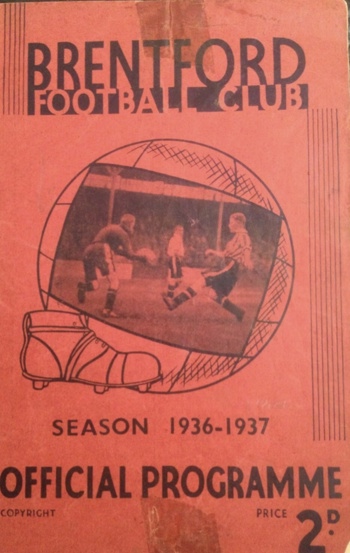 BRENTFORD
FOOTBALL CLUB
SEASON 1936-1937
OFFICIAL PROGRAMME
COPYRIGHT PRICE 2D.